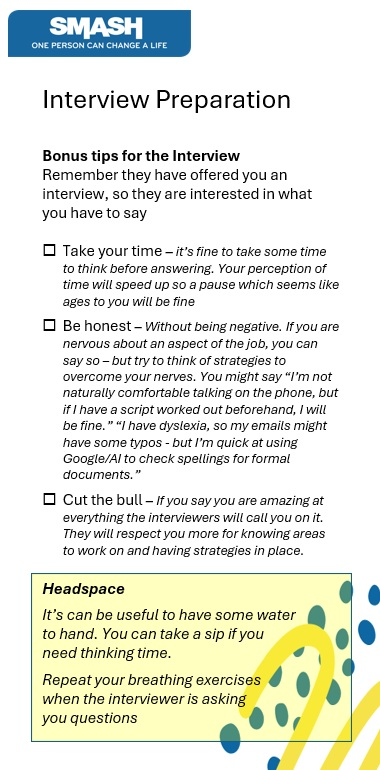 SMASH
ONE PERSON CAN CHANGE A LIFE
Interview Preparation
Bonus tips for the Interview
Remember they have offered you an
interview, so they are interested in what
you have to say
☐ Take your time – it’s fine to take some time
to think before answering. Your perception of
time will speed up so a pause which seems like
ages to you will be fine
☐ Be honest – Without being negative. If you are
nervous about an aspect of the job, you can
say so – but try to think of strategies to
overcome your nerves. You might say “I’m not
naturally comfortable talking on the phone, but
if I have a script worked out beforehand, I will
be fine.” “I have dyslexia, so my emails might
have some typos - but I’m quick at using
Google/AI to check spellings for formal
documents.”
☐ Cut the bull – If you say you are amazing at
everything the interviewers will call you on it.
They will respect you more for knowing areas
to work on and having strategies in place.
Headspace
It’s can be useful to have some water
to hand. You can take a sip if you
need thinking time.
Repeat your breathing exercises
when the interviewer is asking
you questions